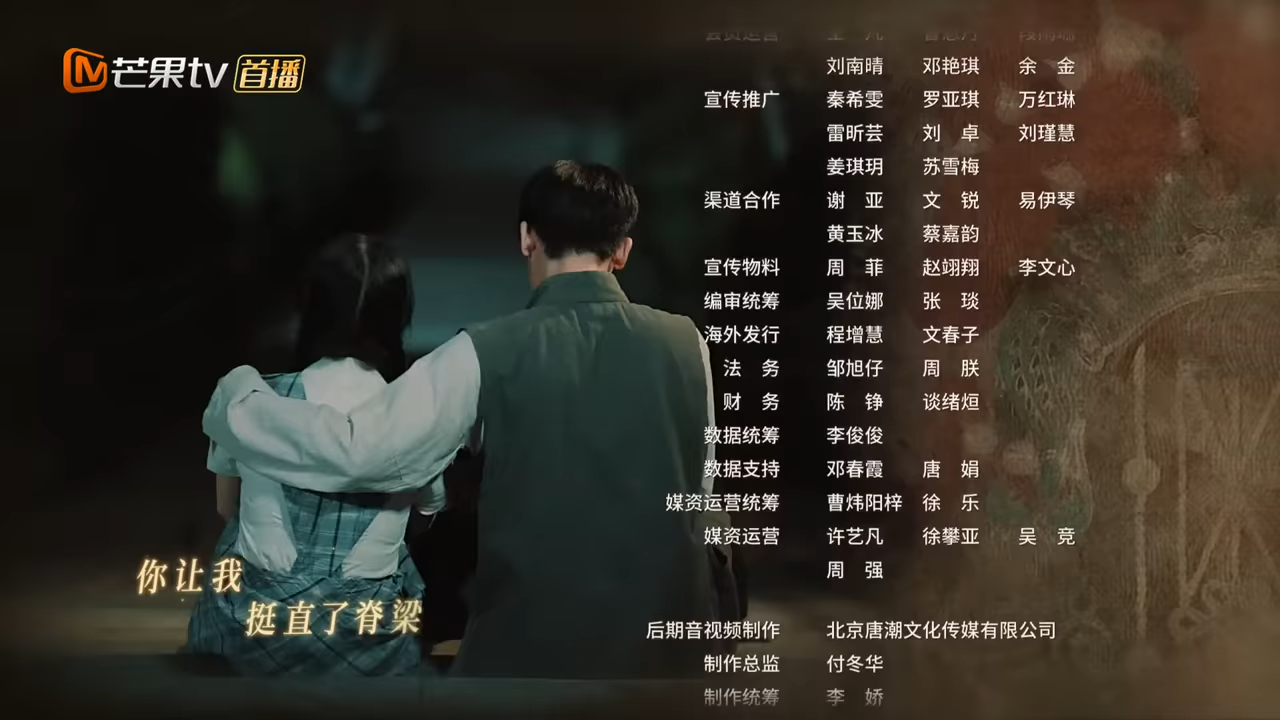 芒果tv 首播
刘南晴 邓艳琪 余 金
宣传推广 秦希雯 罗亚琪 万红琳
雷昕芸 刘 卓 刘瑾慧
姜琪玥 苏雪梅
渠道合作 谢 亚 文 锐 易伊琴
黄玉冰 蔡嘉韵
宣传物料 周 菲 赵翊翔 李文心
编审统筹 吴位娜 张 琰
海外发行 程增慧 文春子
法 务 邹旭仔 周 朕
财 务 陈 铮 谈绪烜
数据统筹 李俊俊
数据支持 邓春霞 唐 娟
媒资运营统筹 曹炜阳梓 徐 乐
媒资运营 许艺凡 徐攀亚 吴 竞
周 强
后期音视频制作 北京唐潮文化传媒有限公司
制作总监 付冬华
制作统筹 李 娇
你让我
挺直了脊梁